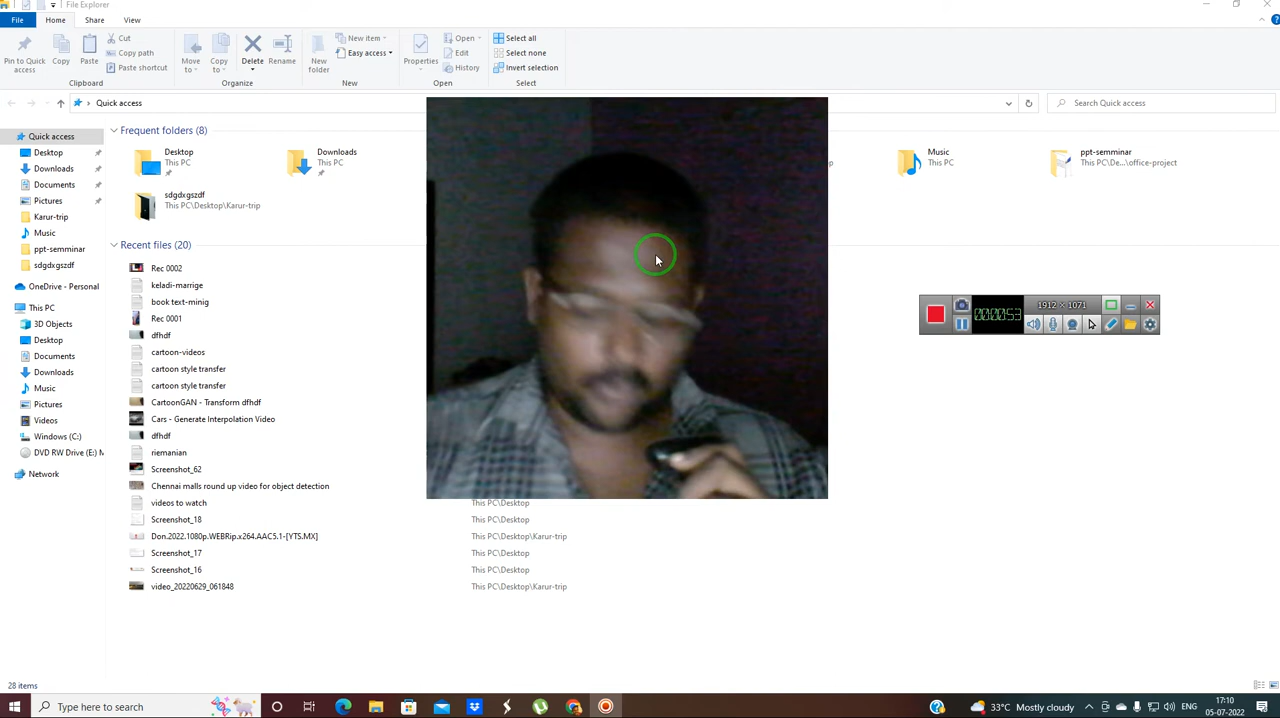 File Explorer
File Home Share View
Pin to Quick access
Copy
Paste
Cut
Copy path
Paste shortcut
Clipboard
Move to
Copy to
Delete
Rename
Organize
New folder
New item
Easy access
New
Properties
Open
Edit
History
Open
Select all
Select none
Invert selection
Select
Quick access
Search Quick access
Quick access
Desktop
Downloads
Documents
Pictures
Karur-trip
Music
ppt-semminar
sdgdxgszdf
OneDrive - Personal
This PC
3D Objects
Desktop
Documents
Downloads
Music
Pictures
Videos
Windows (C:)
DVD RW Drive (E:) M
Network
Frequent folders (8)
Desktop
This PC
Downloads
This PC
Music
This PC
ppt-semminar
This PC\De...\office-project
sdgdxgszdf
This PC\Desktop\Karur-trip
Recent files (20)
Rec 0002
keladi-marrige
book text-minig
Rec 0001
dfhdf
cartoon-videos
cartoon style transfer
cartoon style transfer
CartoonGAN - Transform dfhdf
Cars - Generate Interpolation Video
dfhdf
riemanian
Screenshot_62
Chennai malls round up video for object detection
videos to watch This PC\Desktop
Screenshot_18 This PC\Desktop
Don.2022.1080p.WEBRip.x264.AAC5.1-[YTS.MX] This PC\Desktop\Karur-trip
Screenshot_17 This PC\Desktop
Screenshot_16 This PC\Desktop
video_20220629_061848 This PC\Desktop\Karur-trip
1912 × 1071
00:00:53
28 items
Type here to search
33°C Mostly cloudy
ENG
17:10
05-07-2022